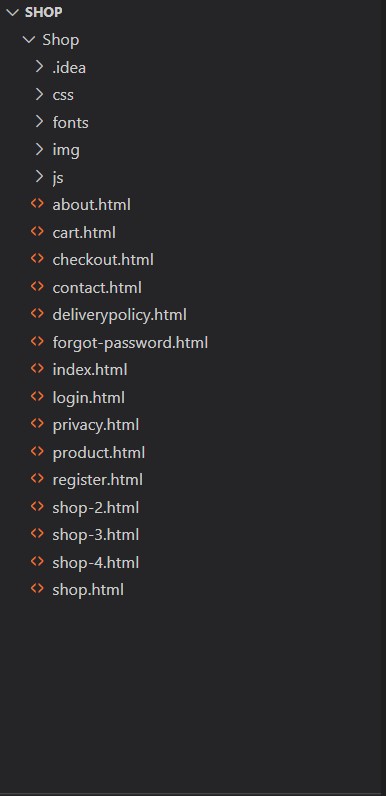 SHOP
Shop
.idea
css
fonts
img
js
about.html
cart.html
checkout.html
contact.html
deliverypolicy.html
forgot-password.html
index.html
login.html
privacy.html
product.html
register.html
shop-2.html
shop-3.html
shop-4.html
shop.html